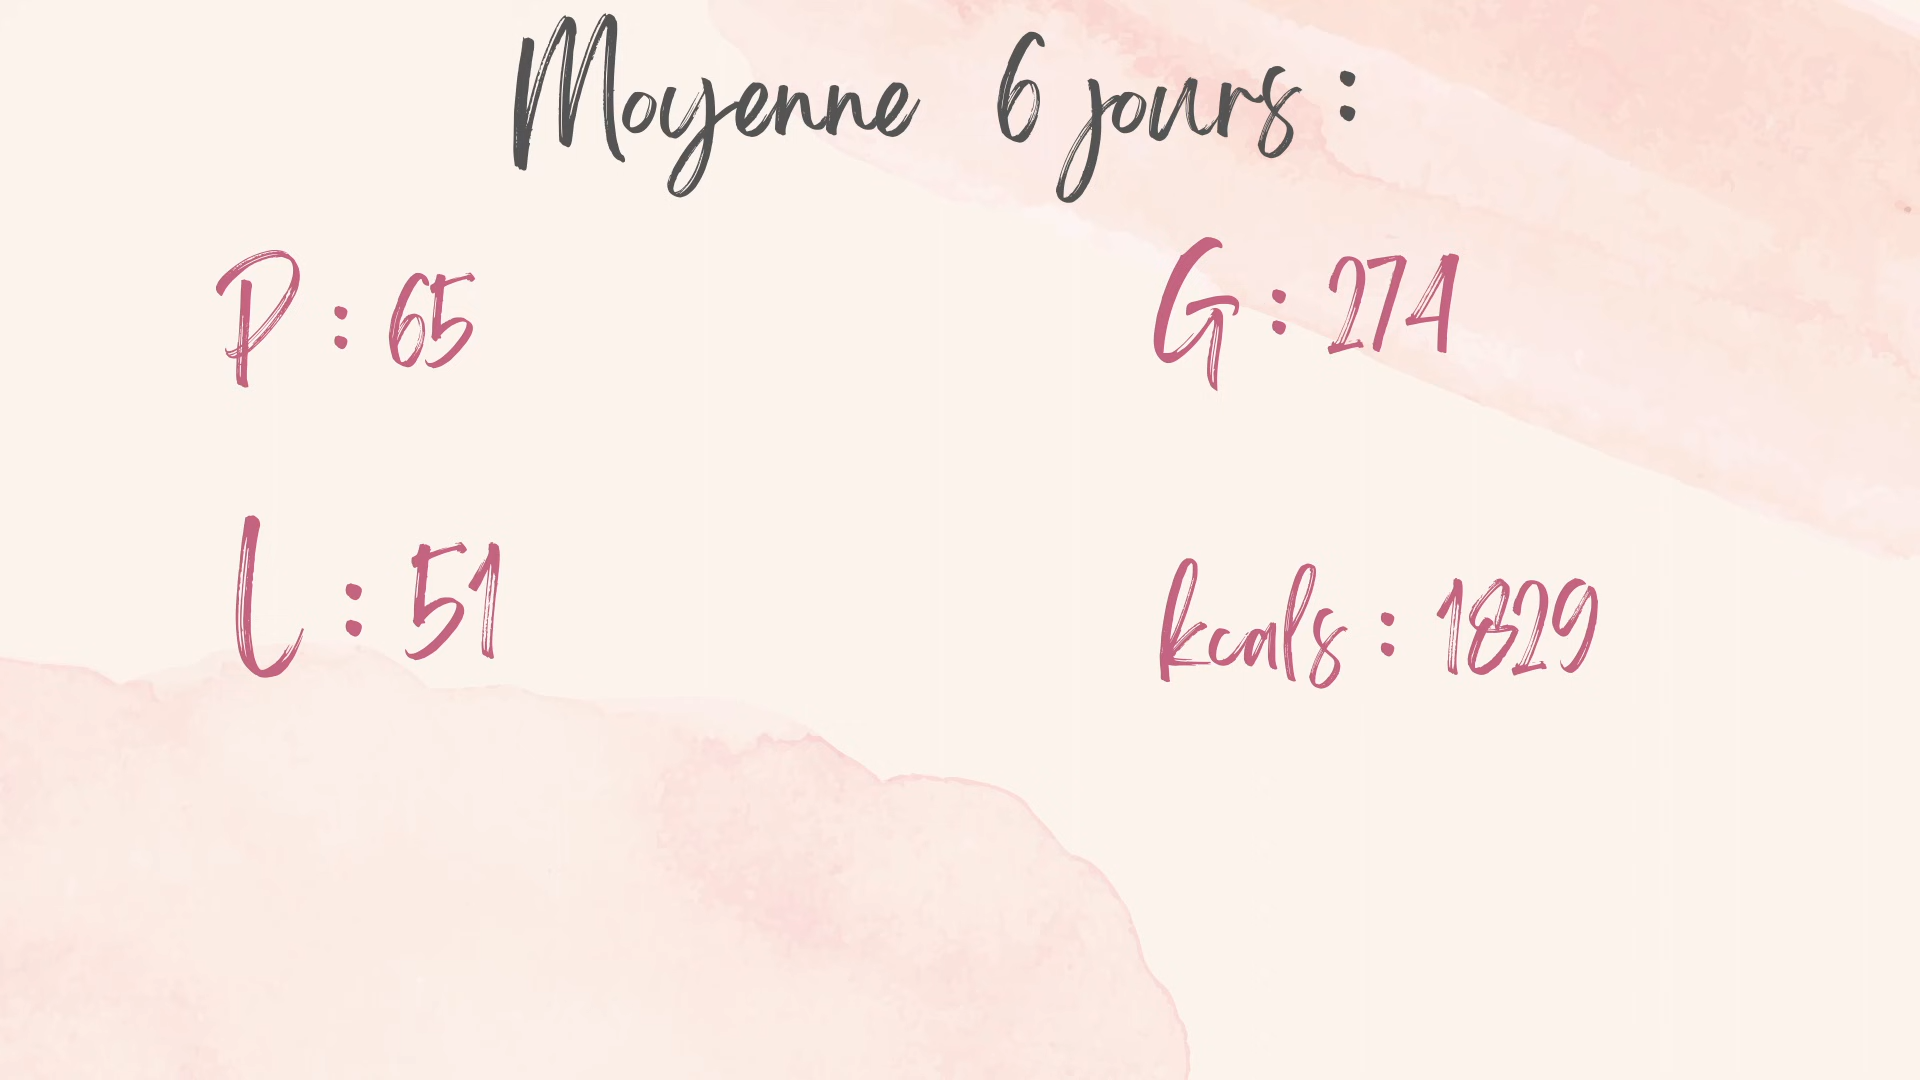 Moyenne 6 jours :
P : 65
G : 274
L : 51
kcals : 1829